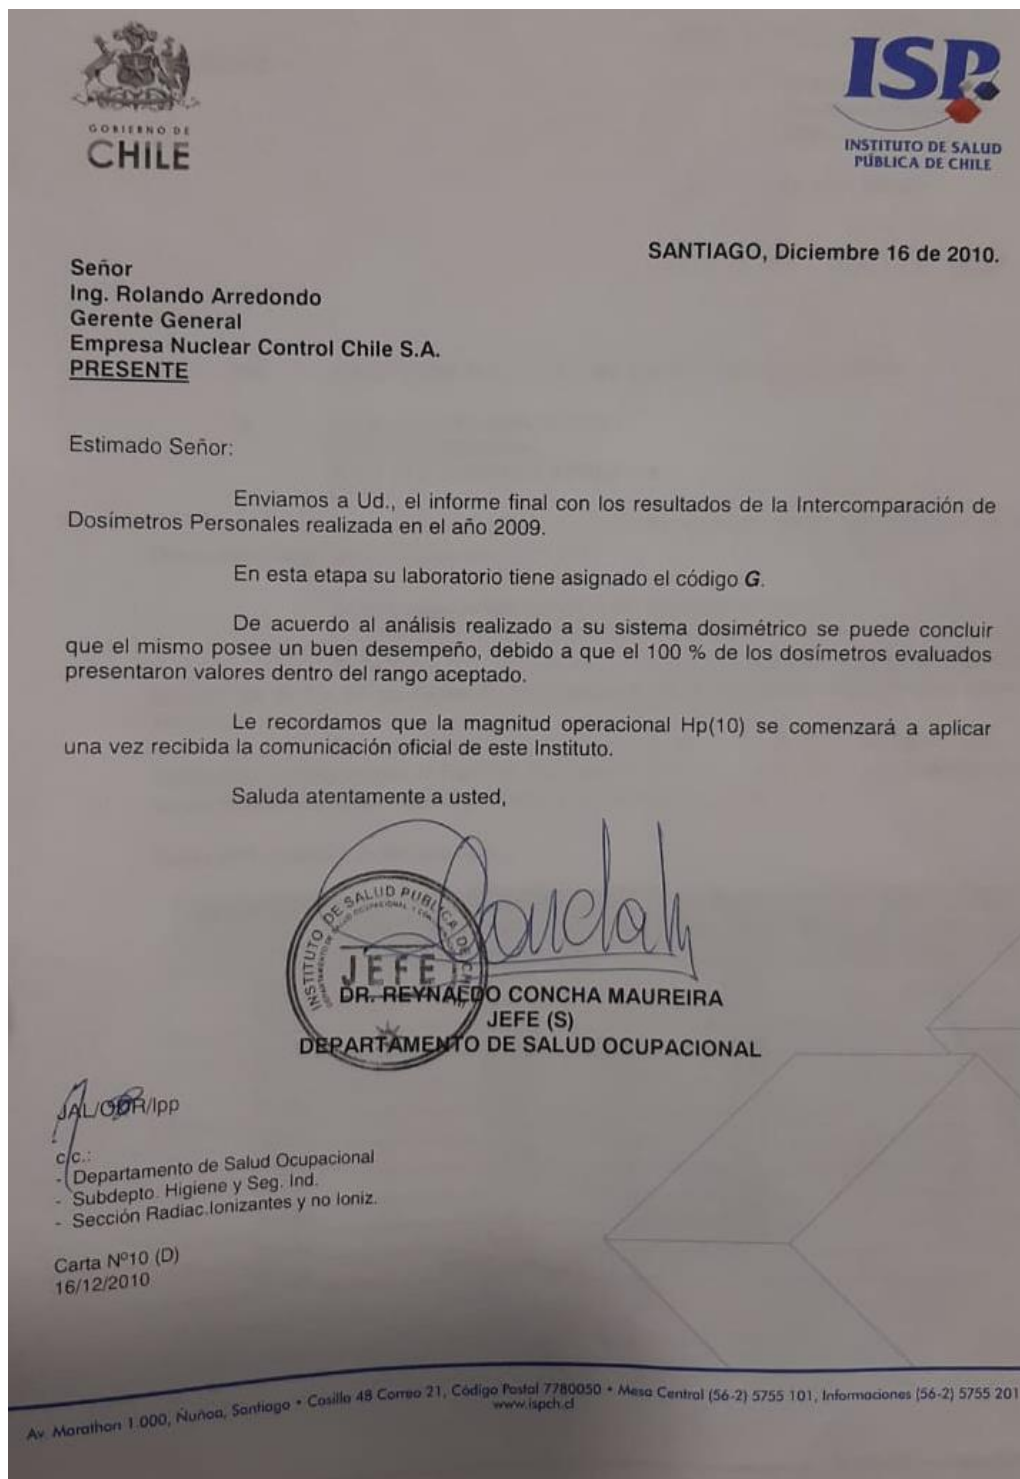 GOBIERNO DE
CHILE
ISP
INSTITUTO DE SALUD
PÚBLICA DE CHILE
SANTIAGO, Diciembre 16 de 2010.
Señor
Ing. Rolando Arredondo
Gerente General
Empresa Nuclear Control Chile S.A.
PRESENTE
Estimado Señor:
Enviamos a Ud., el informe final con los resultados de la Intercomparación de
Dosímetros Personales realizada en el año 2009.
En esta etapa su laboratorio tiene asignado el código G.
De acuerdo al análisis realizado a su sistema dosimétrico se puede concluir
que el mismo posee un buen desempeño, debido a que el 100 % de los dosímetros evaluados
presentaron valores dentro del rango aceptado.
Le recordamos que la magnitud operacional Hp(10) se comenzará a aplicar
una vez recibida la comunicación oficial de este Instituto.
Saluda atentamente a usted,
INSTITUTO DE SALUD PUBLICA DE CHILE
JEFE
DR. REYNALDO CONCHA MAUREIRA
JEFE (S)
DEPARTAMENTO DE SALUD OCUPACIONAL
JAL/ODR/lpp
c/c.:
- Departamento de Salud Ocupacional
- Subdepto. Higiene y Seg. Ind.
- Sección Radiac.Ionizantes y no Ioniz.
Carta Nº10 (D)
16/12/2010
Av. Marathon 1.000, Ñuñoa, Santiago • Casilla 48 Correo 21, Código Postal 7780050 • Mesa Central (56-2) 5755 101, Informaciones (56-2) 5755 201
www.ispch.cl